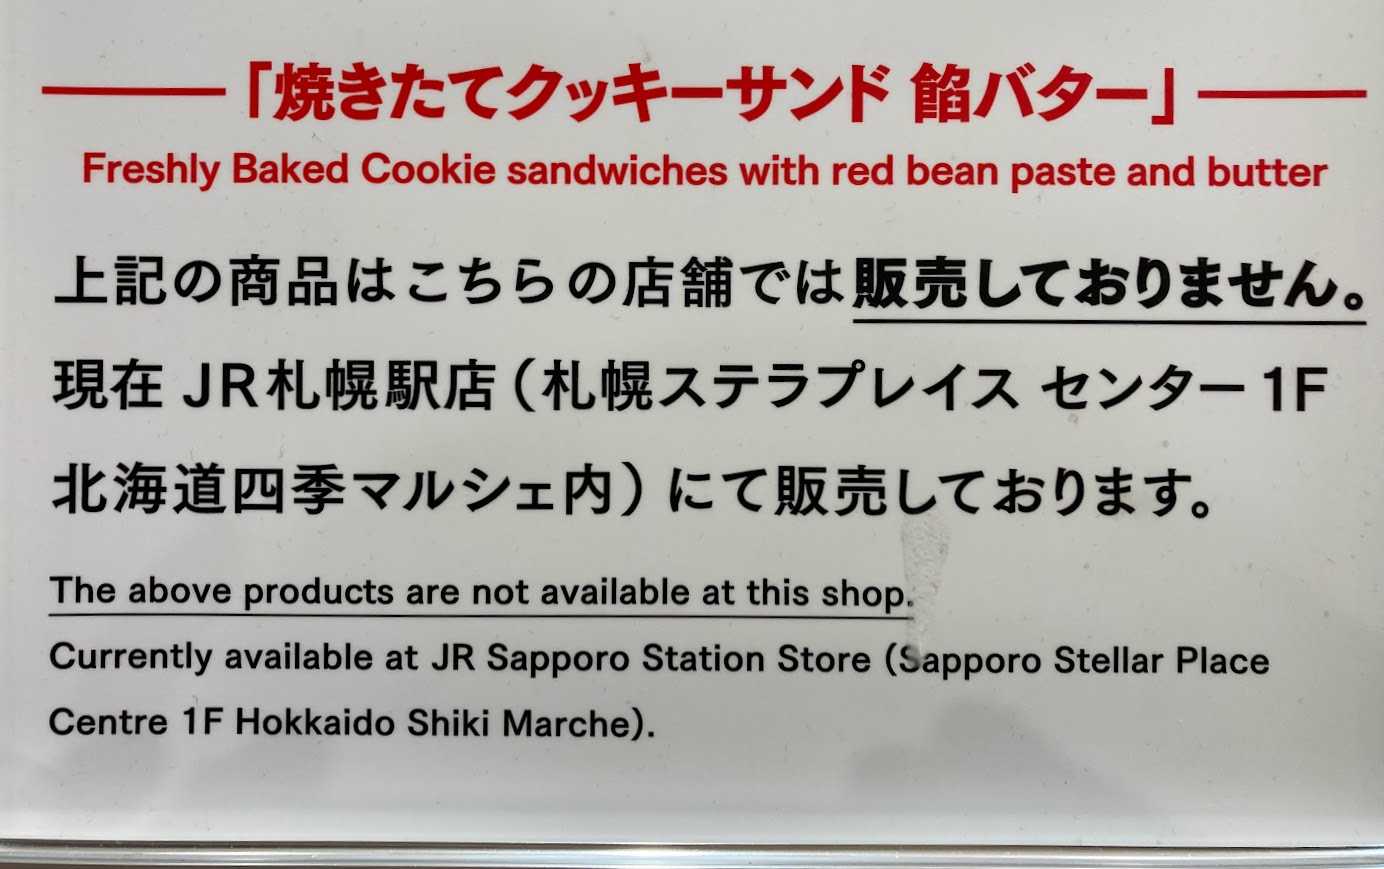 「焼きたてクッキーサンド 餡バター」
Freshly Baked Cookie sandwiches with red bean paste and butter
上記の商品はこちらの店舗では販売しておりません。
現在 JR札幌駅店（札幌ステラプレイス センター1F
北海道四季マルシェ内）にて販売しております。
The above products are not available at this shop.
Currently available at JR Sapporo Station Store (Sapporo Stellar Place
Centre 1F Hokkaido Shiki Marche).